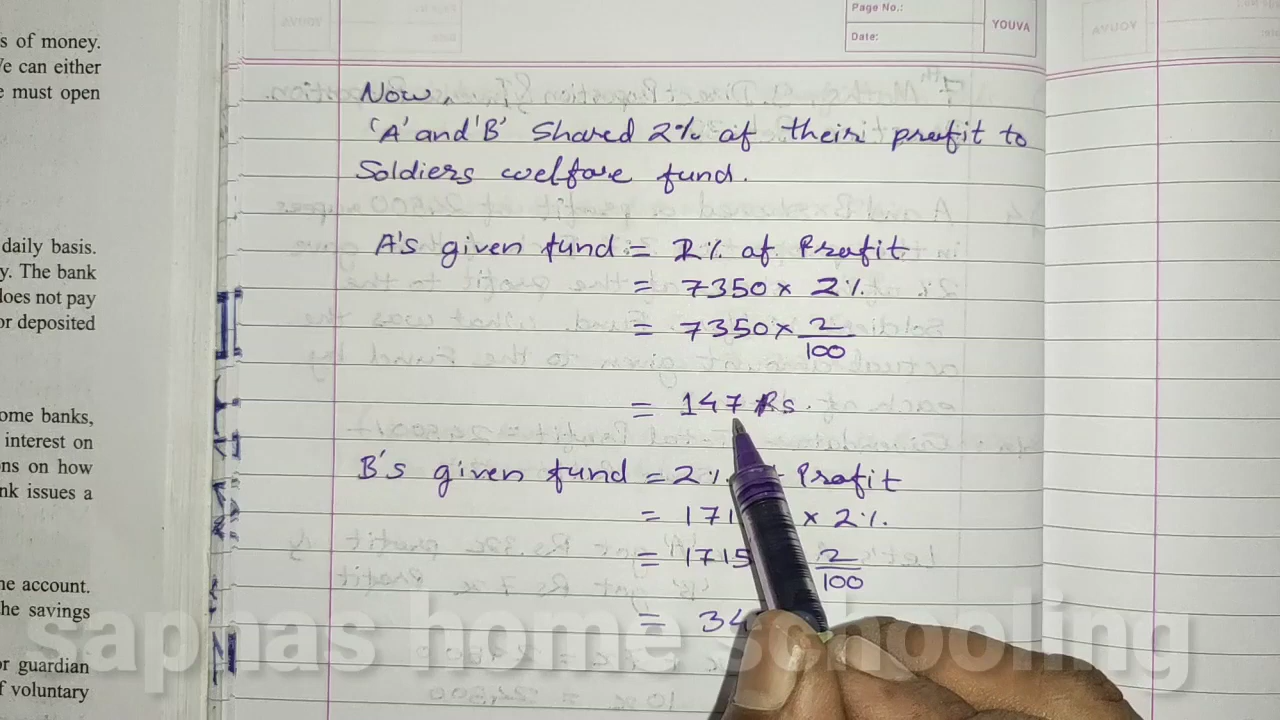 s of money.
Ve can either
e must open
daily basis.
y. The bank
does not pay
or deposited
ome banks,
interest on
ons on how
nk issues a
ne account.
he savings
or guardian
f voluntary
Page No.:
Date:
YOUVA
Now,
'A' and 'B' Shared 2% of their profit to
Soldiers welfare fund.
A's given fund = 2% of Profit
= 7350 × 2%
= 7350 × 2/100
= 147 Rs.
B's given fund = 2% Profit
= 171 × 2%
= 1715 2/100
= 34
sapnas home schooling